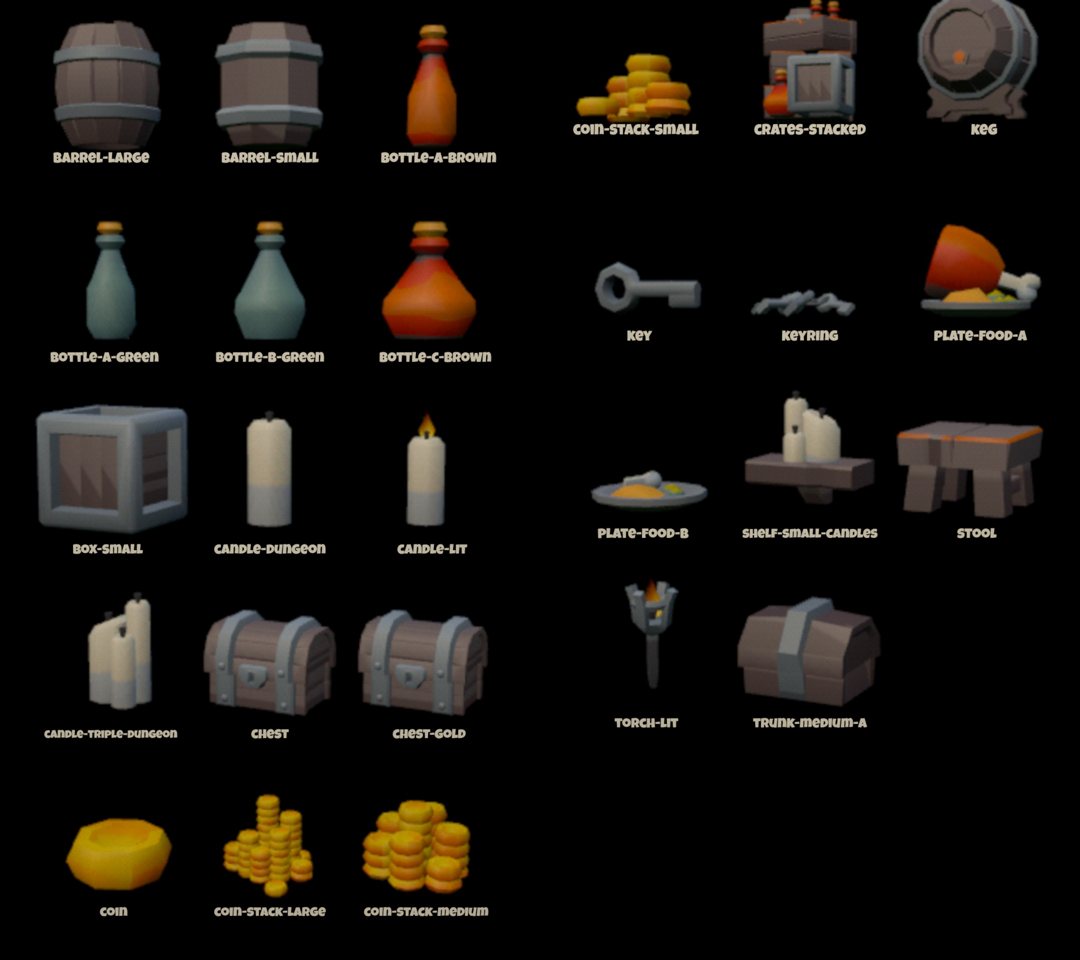 BARREL-LARGE
BARREL-SMALL
BOTTLE-A-BROWN
BOTTLE-A-GREEN
BOTTLE-B-GREEN
BOTTLE-C-BROWN
BOX-SMALL
CANDLE-DUNGEON
CANDLE-LIT
CANDLE-TRIPLE-DUNGEON
CHEST
CHEST-GOLD
COIN
COIN-STACK-LARGE
COIN-STACK-MEDIUM
COIN-STACK-SMALL
CRATES-STACKED
KEG
KEY
KEYRING
PLATE-FOOD-A
PLATE-FOOD-B
SHELF-SMALL-CANDLES
STOOL
TORCH-LIT
TRUNK-MEDIUM-A